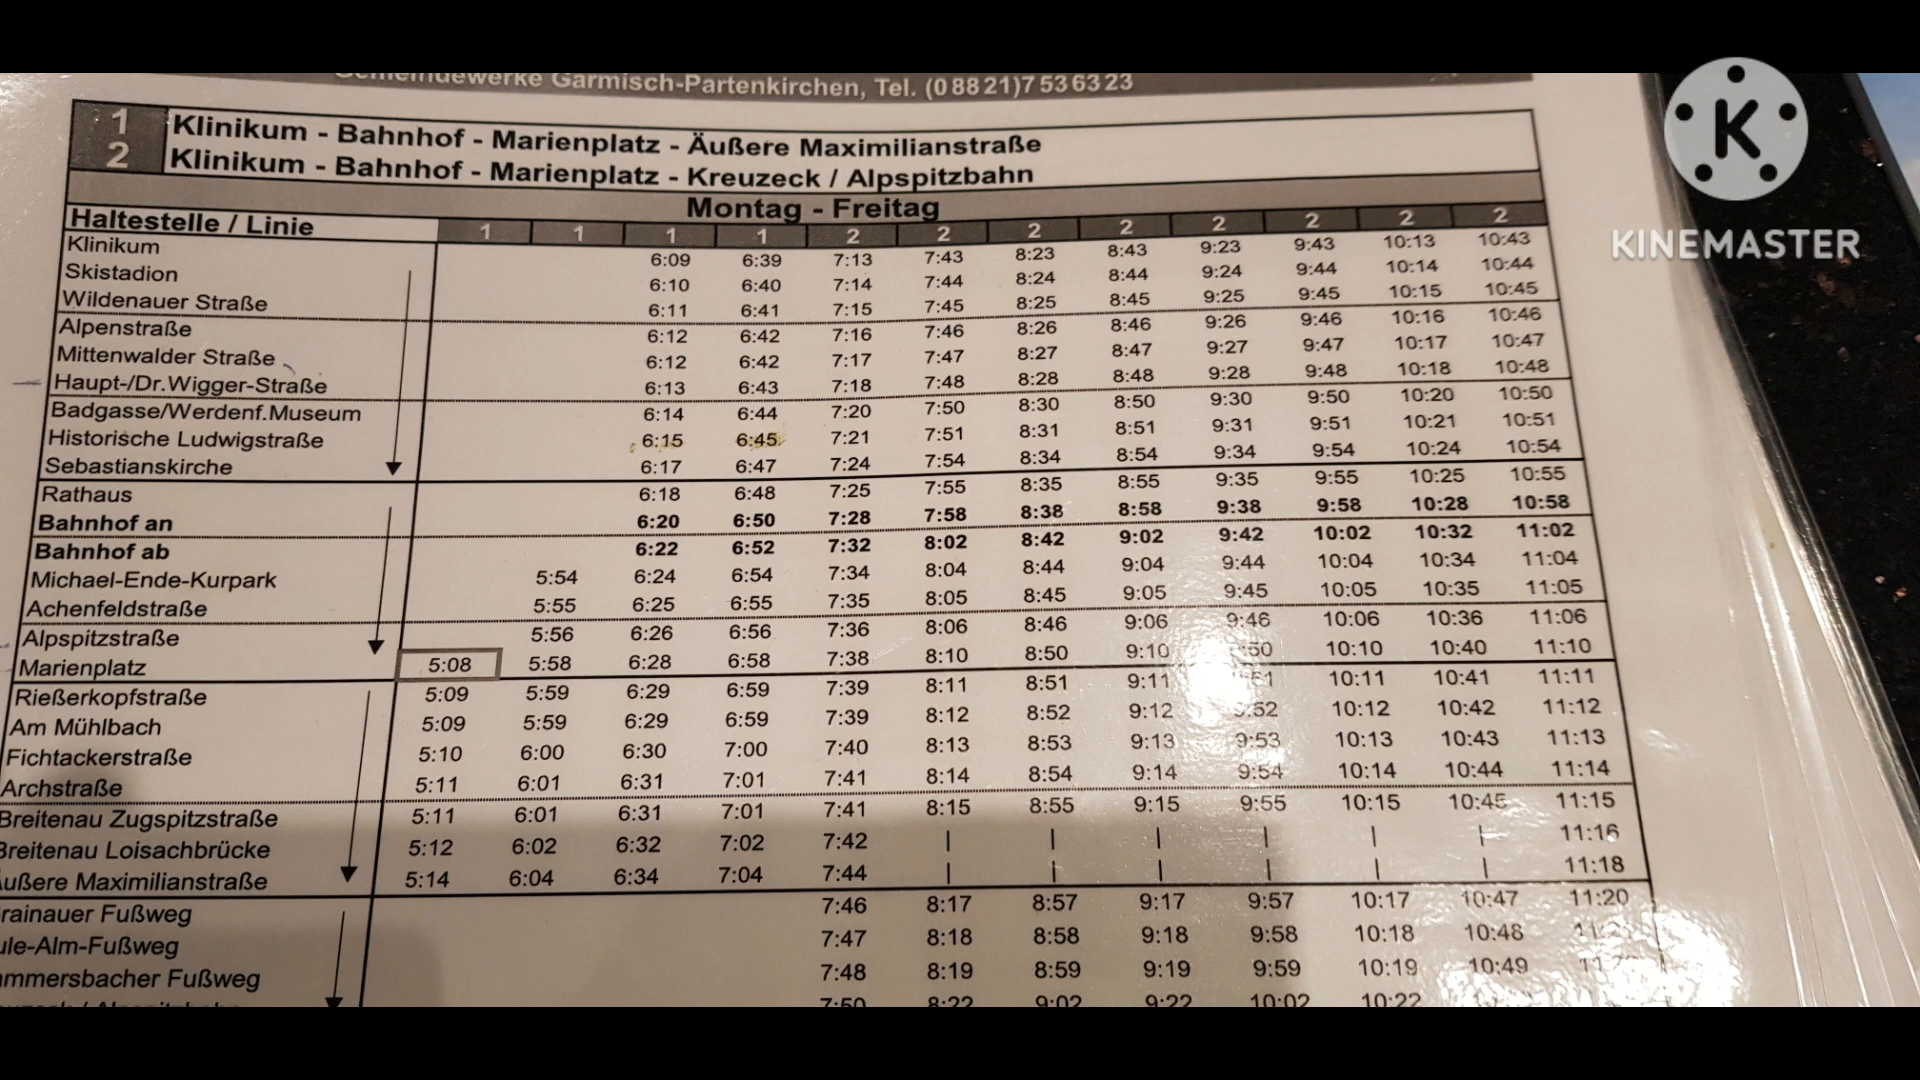 Gemeindewerke Garmisch-Partenkirchen, Tel. (0 88 21)7 53 63 23
K
KINEMASTER
1 Klinikum - Bahnhof - Marienplatz - Äußere Maximilianstraße
2 Klinikum - Bahnhof - Marienplatz - Kreuzeck / Alpspitzbahn
Montag - Freitag
Haltestelle / Linie 1 1 1 1 2 2 2 2 2 2 2 2
Klinikum 6:09 6:39 7:13 7:43 8:23 8:43 9:23 9:43 10:13 10:43
Skistadion 6:10 6:40 7:14 7:44 8:24 8:44 9:24 9:44 10:14 10:44
Wildenauer Straße 6:11 6:41 7:15 7:45 8:25 8:45 9:25 9:45 10:15 10:45
Alpenstraße 6:12 6:42 7:16 7:46 8:26 8:46 9:26 9:46 10:16 10:46
Mittenwalder Straße 6:12 6:42 7:17 7:47 8:27 8:47 9:27 9:47 10:17 10:47
Haupt-/Dr.Wigger-Straße 6:13 6:43 7:18 7:48 8:28 8:48 9:28 9:48 10:18 10:48
Badgasse/Werdenf.Museum 6:14 6:44 7:20 7:50 8:30 8:50 9:30 9:50 10:20 10:50
Historische Ludwigstraße 6:15 6:45 7:21 7:51 8:31 8:51 9:31 9:51 10:21 10:51
Sebastianskirche 6:17 6:47 7:24 7:54 8:34 8:54 9:34 9:54 10:24 10:54
Rathaus 6:18 6:48 7:25 7:55 8:35 8:55 9:35 9:55 10:25 10:55
Bahnhof an 6:20 6:50 7:28 7:58 8:38 8:58 9:38 9:58 10:28 10:58
Bahnhof ab 6:22 6:52 7:32 8:02 8:42 9:02 9:42 10:02 10:32 11:02
Michael-Ende-Kurpark 5:54 6:24 6:54 7:34 8:04 8:44 9:04 9:44 10:04 10:34 11:04
Achenfeldstraße 5:55 6:25 6:55 7:35 8:05 8:45 9:05 9:45 10:05 10:35 11:05
Alpspitzstraße 5:56 6:26 6:56 7:36 8:06 8:46 9:06 9:46 10:06 10:36 11:06
Marienplatz 5:08 5:58 6:28 6:58 7:38 8:10 8:50 9:10 :50 10:10 10:40 11:10
Rießerkopfstraße 5:09 5:59 6:29 6:59 7:39 8:11 8:51 9:11 :51 10:11 10:41 11:11
Am Mühlbach 5:09 5:59 6:29 6:59 7:39 8:12 8:52 9:12 9:52 10:12 10:42 11:12
Fichtackerstraße 5:10 6:00 6:30 7:00 7:40 8:13 8:53 9:13 9:53 10:13 10:43 11:13
Archstraße 5:11 6:01 6:31 7:01 7:41 8:14 8:54 9:14 9:54 10:14 10:44 11:14
Breitenau Zugspitzstraße 5:11 6:01 6:31 7:01 7:41 8:15 8:55 9:15 9:55 10:15 10:45 11:15
Breitenau Loisachbrücke 5:12 6:02 6:32 7:02 7:42 | | | | | | 11:16
Äußere Maximilianstraße 5:14 6:04 6:34 7:04 7:44 | | | | | | 11:18
rainauer Fußweg 7:46 8:17 8:57 9:17 9:57 10:17 10:47 11:20
ule-Alm-Fußweg 7:47 8:18 8:58 9:18 9:58 10:18 10:48
ammersbacher Fußweg 7:48 8:19 8:59 9:19 9:59 10:19 10:49
7:50 8:22 9:02 9:22 10:02 10:22